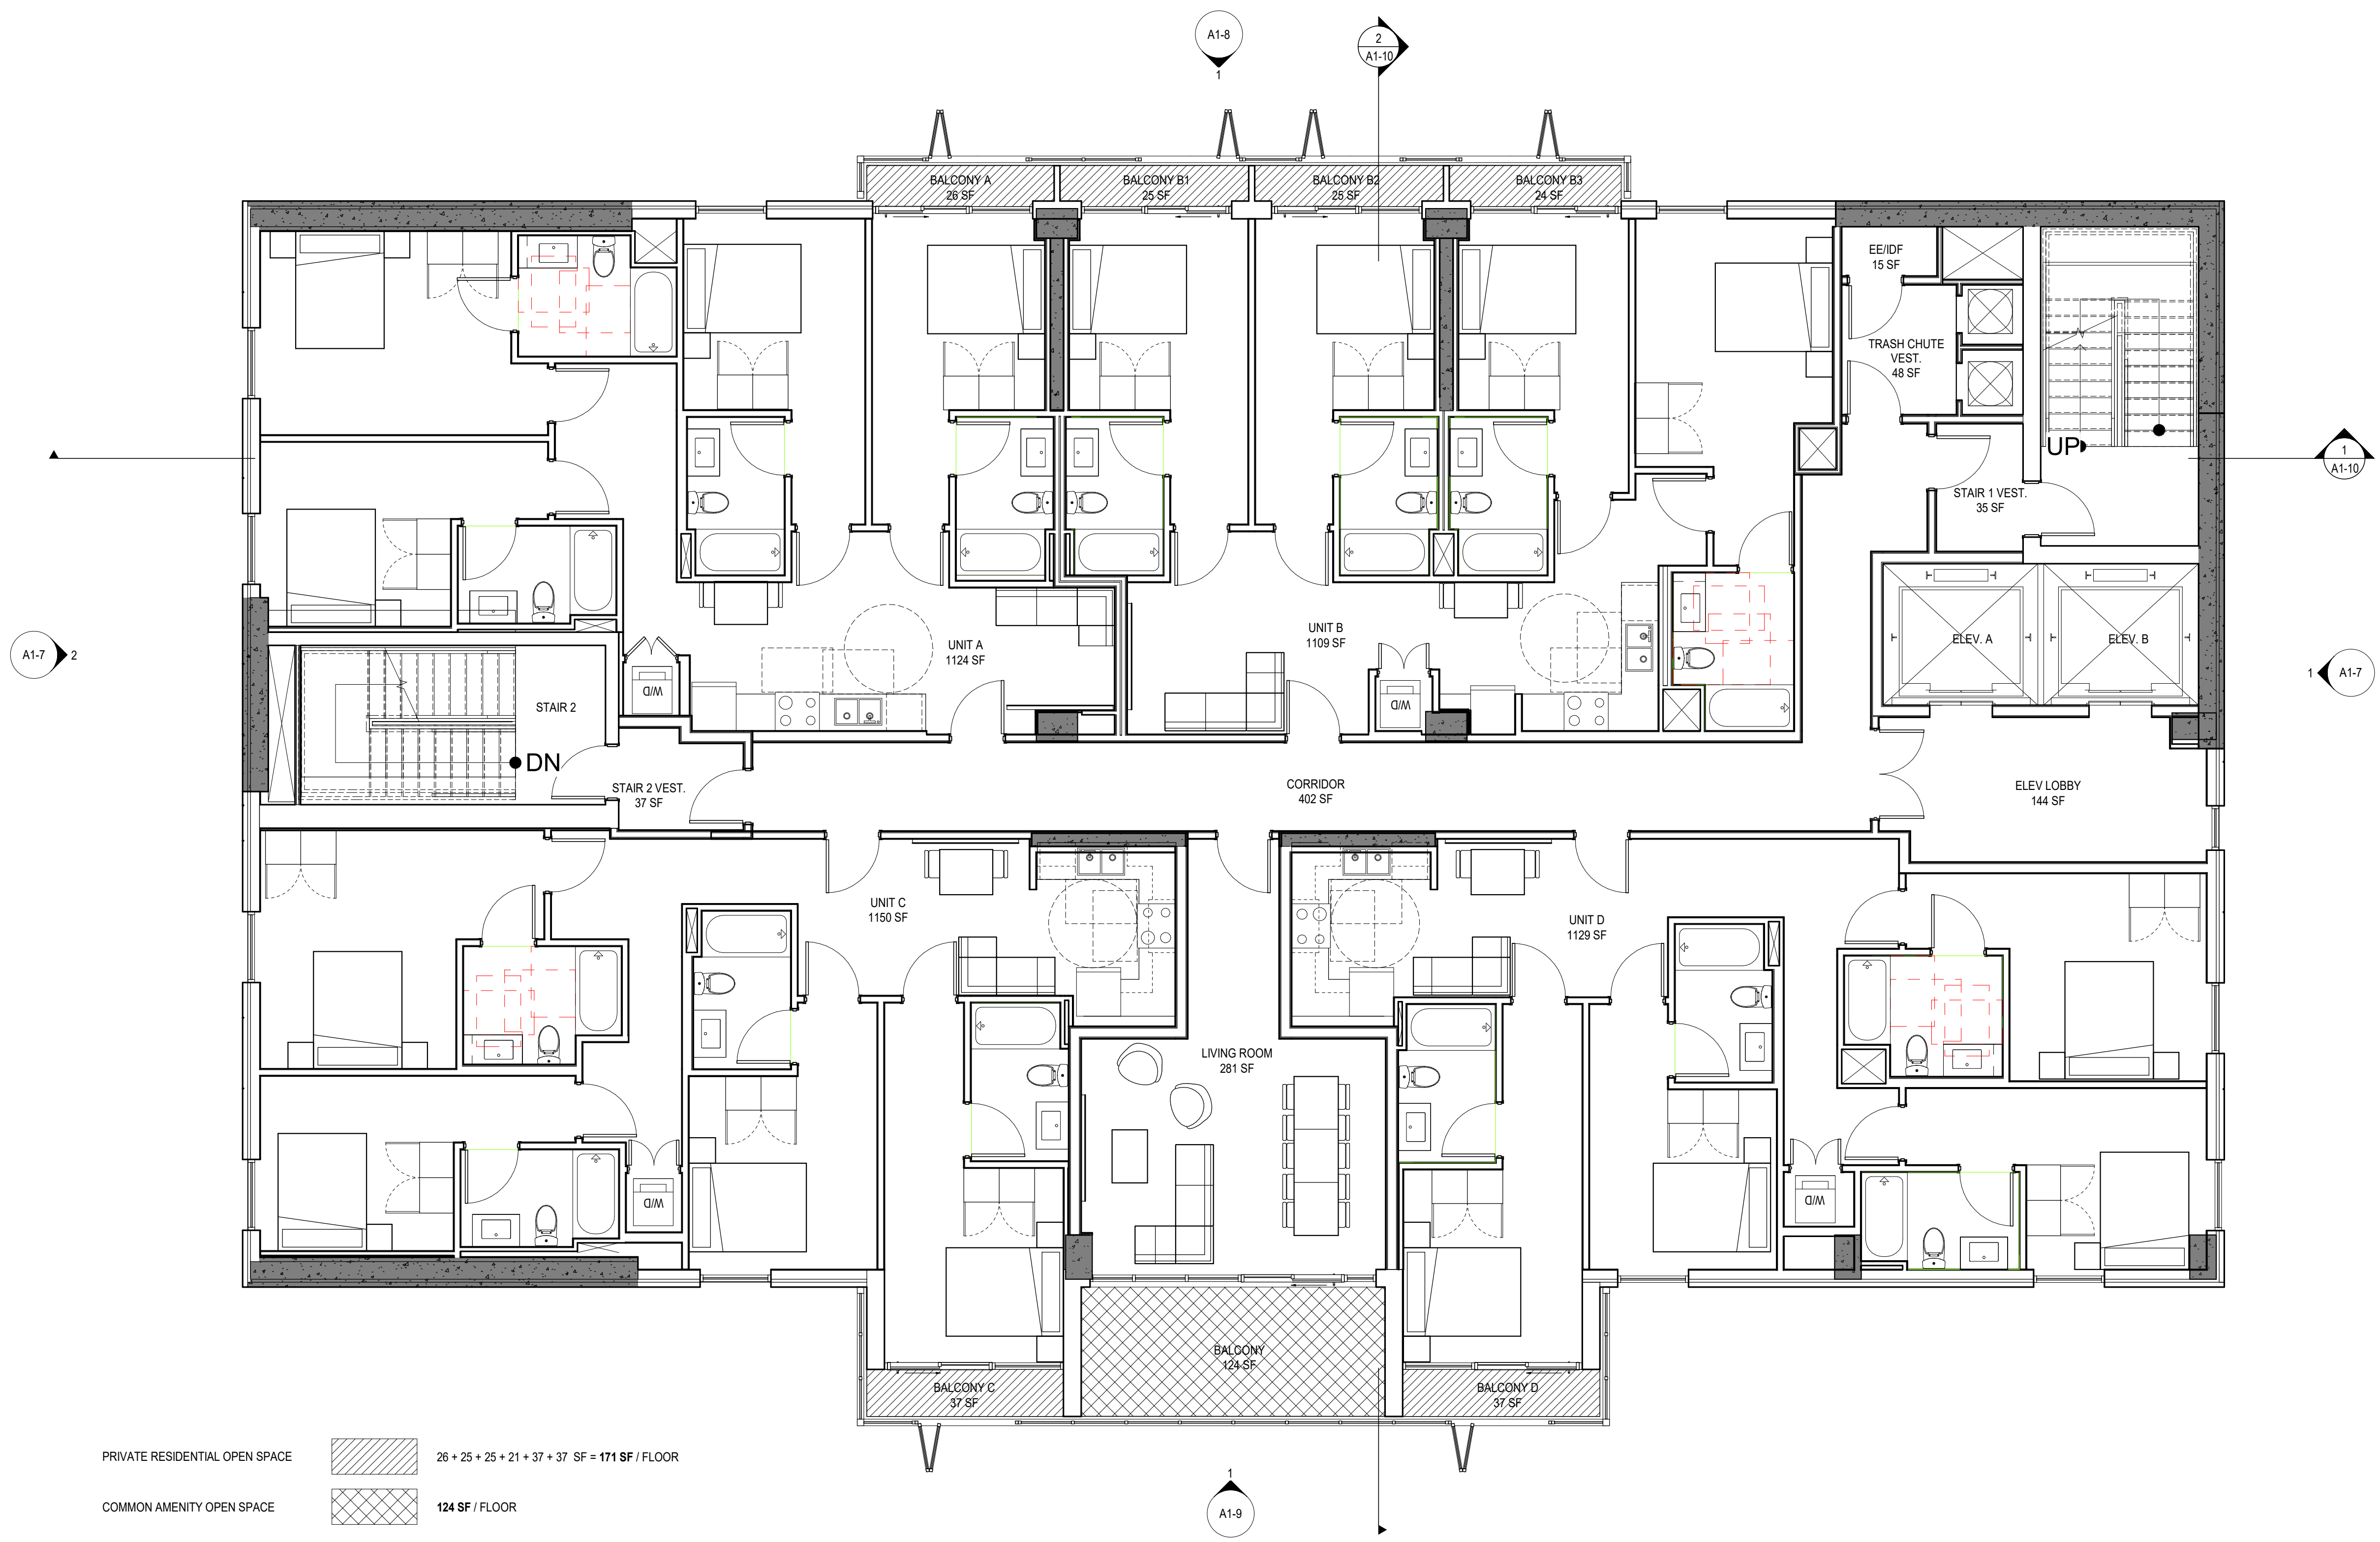 A1-8
1
2
A1-10
BALCONY A
26 SF
BALCONY B1
25 SF
BALCONY B2
25 SF
BALCONY B3
24 SF
EE/IDF
15 SF
TRASH CHUTE
VEST.
48 SF
UP
1
A1-10
STAIR 1 VEST.
35 SF
UNIT A
1124 SF
UNIT B
1109 SF
ELEV. A
ELEV. B
A1-7
2
1
A1-7
W/D
W/D
STAIR 2
DN
STAIR 2 VEST.
37 SF
CORRIDOR
402 SF
ELEV LOBBY
144 SF
UNIT C
1150 SF
UNIT D
1129 SF
LIVING ROOM
281 SF
W/D
W/D
BALCONY
124 SF
BALCONY C
37 SF
BALCONY D
37 SF
PRIVATE RESIDENTIAL OPEN SPACE
26 + 25 + 25 + 21 + 37 + 37 SF = 171 SF / FLOOR
COMMON AMENITY OPEN SPACE
124 SF / FLOOR
1
A1-9